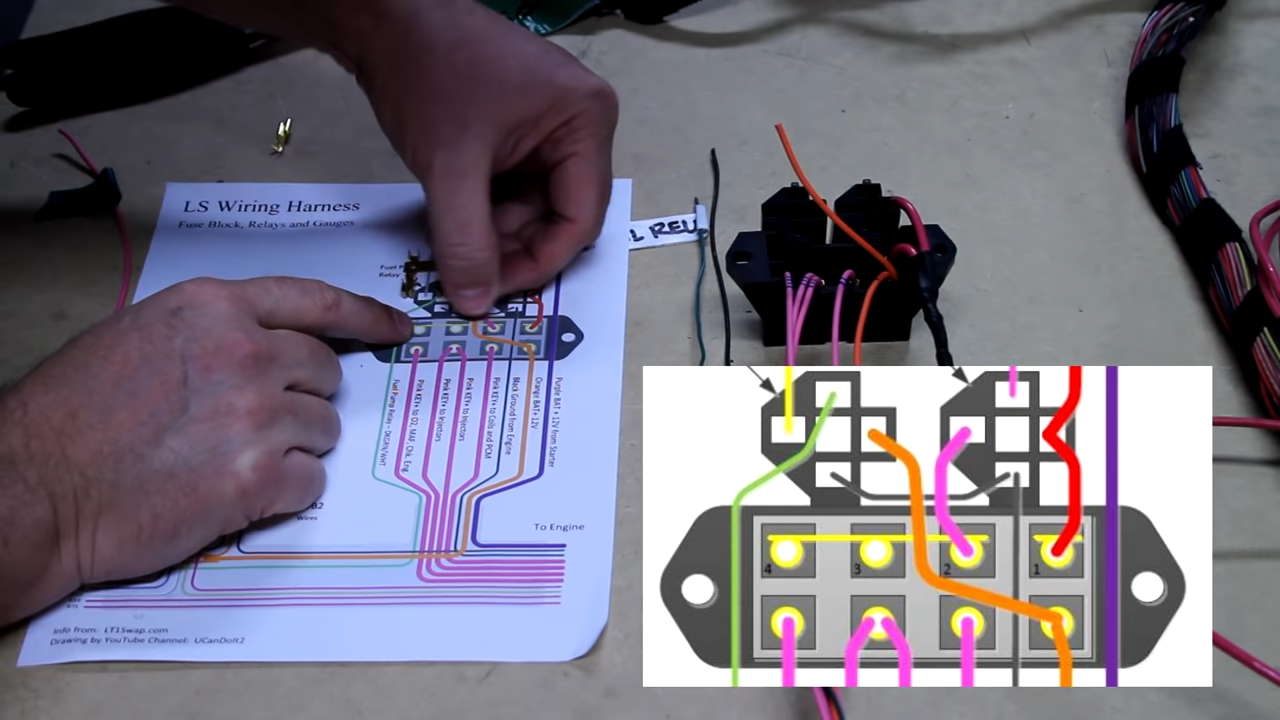 LS Wiring Harness
Fuse Block, Relays and Gauges
Fuel
Relay
L REV
Fuel Pump Relay - DKGRN/WHT
Pink KEY+ to O2, MAF, Chk. Eng.
Pink KEY+ to Injectors
Pink KEY+ to Injectors
Pink KEY+ to Coils and PCM
Black Ground from Engine
Orange BAT+ 12V
Purple BAT + 12V from Starter
To Engine
Info from: LT1Swap.com
Drawing by YouTube Channel: UCanDoIt2
4 3 2 1